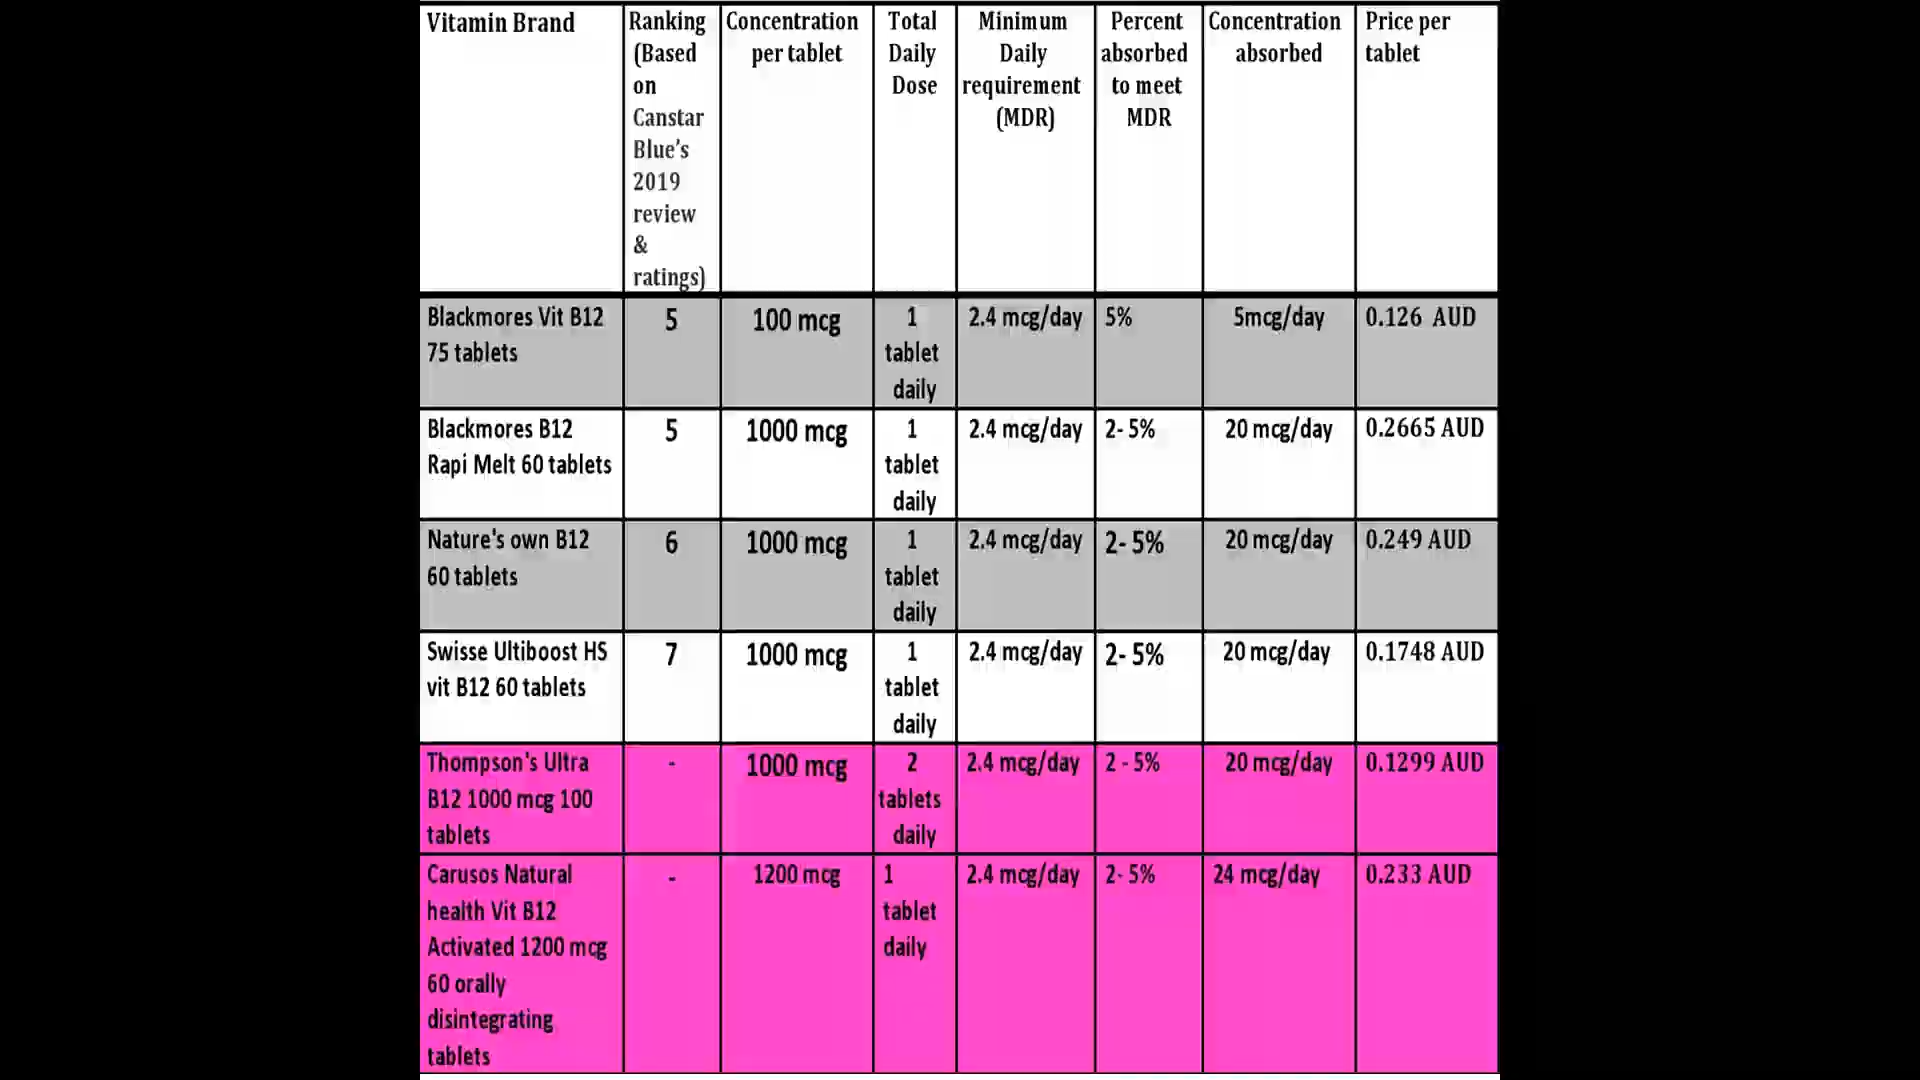 Vitamin Brand
Ranking
(Based
on
Canstar
Blue's
2019
review
&
ratings)
Concentration
per tablet
Total
Daily
Dose
Minimum
Daily
requirement
(MDR)
Percent
absorbed
to meet
MDR
Concentration
absorbed
Price per
tablet
Blackmores Vit B12
75 tablets
5
100 mcg
1
tablet
daily
2.4 mcg/day
5%
5mcg/day
0.126 AUD
Blackmores B12
Rapi Melt 60 tablets
5
1000 mcg
1
tablet
daily
2.4 mcg/day
2- 5%
20 mcg/day
0.2665 AUD
Nature's own B12
60 tablets
6
1000 mcg
1
tablet
daily
2.4 mcg/day
2- 5%
20 mcg/day
0.249 AUD
Swisse Ultiboost HS
vit B12 60 tablets
7
1000 mcg
1
tablet
daily
2.4 mcg/day
2- 5%
20 mcg/day
0.1748 AUD
Thompson's Ultra
B12 1000 mcg 100
tablets
-
1000 mcg
2
tablets
daily
2.4 mcg/day
2 - 5%
20 mcg/day
0.1299 AUD
Carusos Natural
health Vit B12
Activated 1200 mcg
60 orally
disintegrating
tablets
-
1200 mcg
1
tablet
daily
2.4 mcg/day
2- 5%
24 mcg/day
0.233 AUD